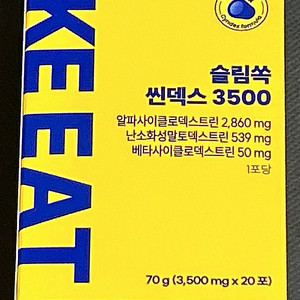 Cyndex formula
KE EAT
슬림쏙
씬덱스 3500
알파사이클로덱스트린 2,860 mg
난소화성말토덱스트린 539 mg
베타사이클로덱스트린 50 mg
1포당
70 g (3,500 mg x 20 포)